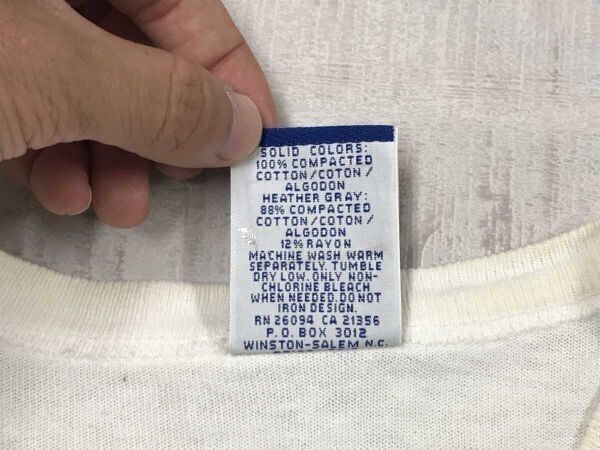 SOLID COLORS:
100% COMPACTED
COTTON/COTON/
ALGODON
HEATHER GRAY:
88% COMPACTED
COTTON/COTON/
ALGODON
12% RAYON
MACHINE WASH WARM
SEPARATELY. TUMBLE
DRY LOW. ONLY NON-
CHLORINE BLEACH
WHEN NEEDED. DO NOT
IRON DESIGN.
RN 26094 CA 21356
P.O. BOX 3012
WINSTON-SALEM N.C.